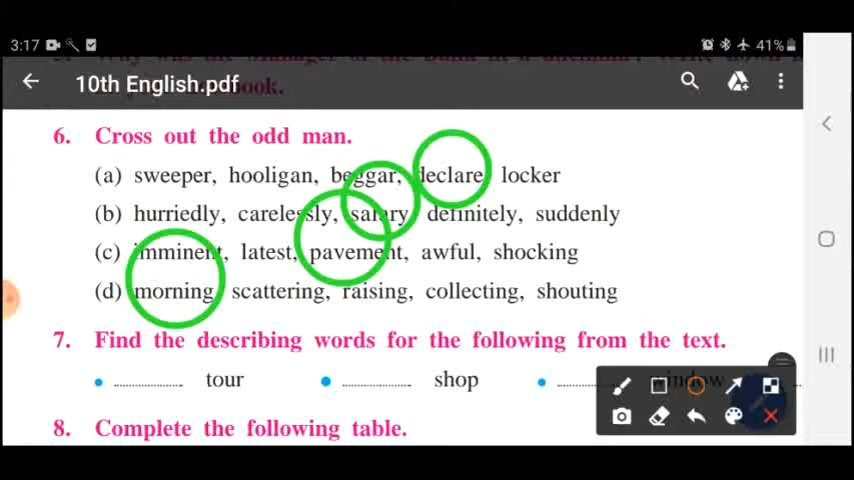 3:17 41%
10th English.pdf
book.
6. Cross out the odd man.
(a) sweeper, hooligan, beggar, declare, locker
(b) hurriedly, carelessly, salary, definitely, suddenly
(c) imminent, latest, pavement, awful, shocking
(d) morning, scattering, raising, collecting, shouting
7. Find the describing words for the following from the text.
• ............... tour • ............... shop • ......... window
8. Complete the following table.